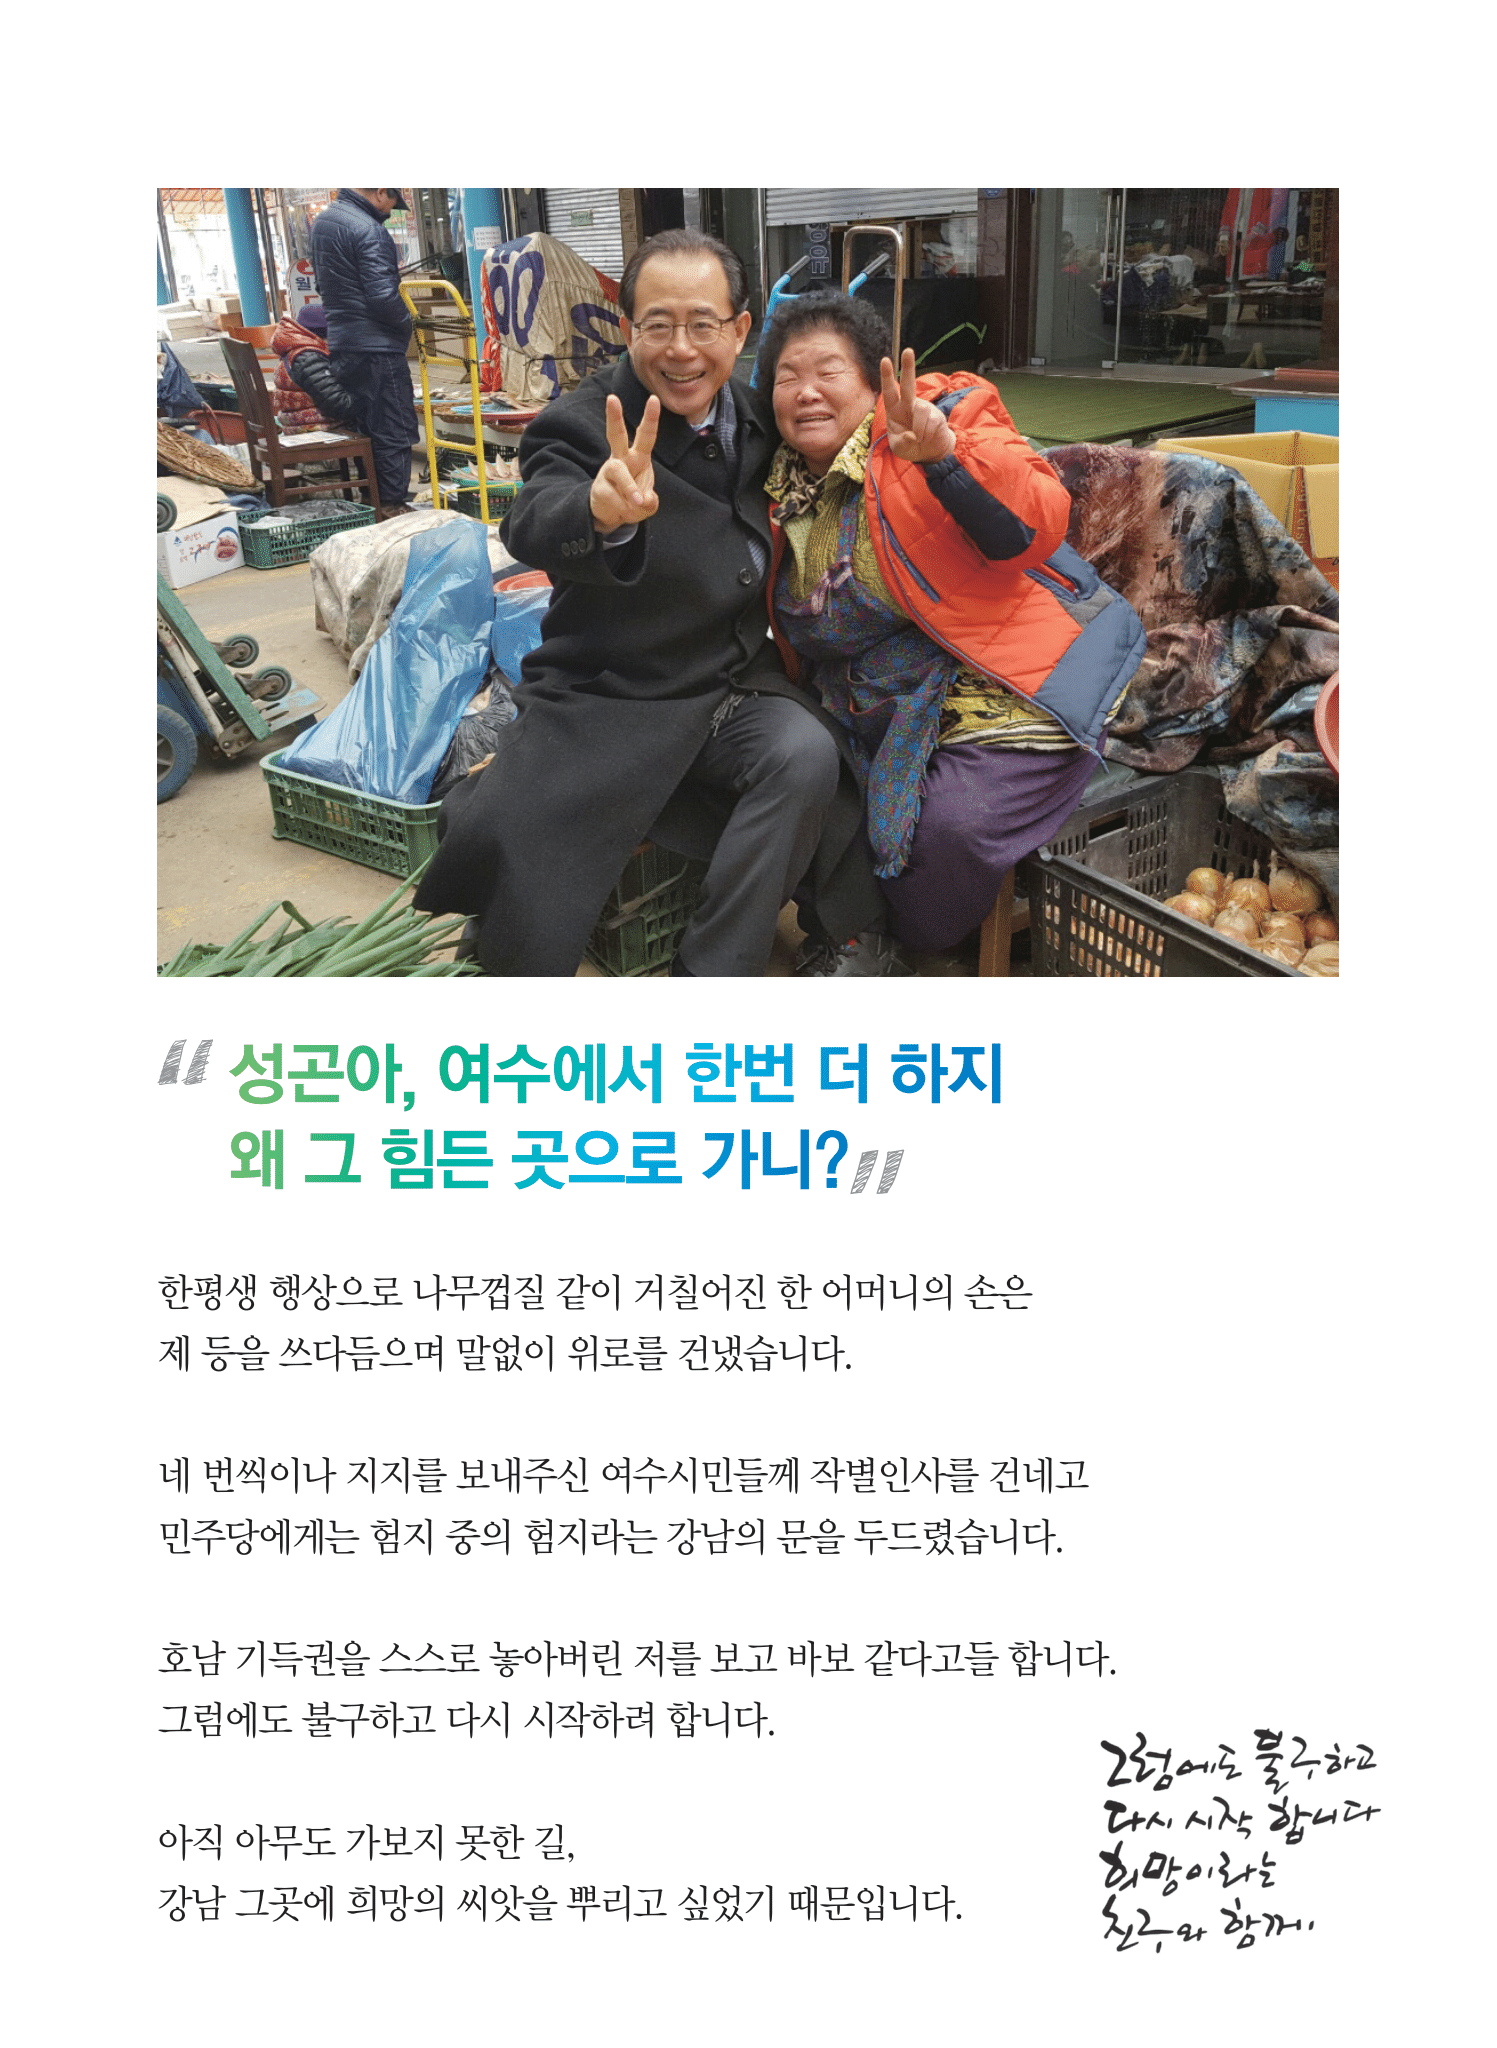 “성곤아, 여수에서 한번 더 하지
왜 그 힘든 곳으로 가니?”
한평생 행상으로 나무껍질 같이 거칠어진 한 어머니의 손은
제 등을 쓰다듬으며 말없이 위로를 건냈습니다.
네 번씩이나 지지를 보내주신 여수시민들께 작별인사를 건네고
민주당에게는 험지 중의 험지라는 강남의 문을 두드렸습니다.
호남 기득권을 스스로 놓아버린 저를 보고 바보 같다고들 합니다.
그럼에도 불구하고 다시 시작하려 합니다.
아직 아무도 가보지 못한 길,
강남 그곳에 희망의 씨앗을 뿌리고 싶었기 때문입니다.
그럼에도 불구하고
다시 시작 합니다
희망이라는
친구와 함께